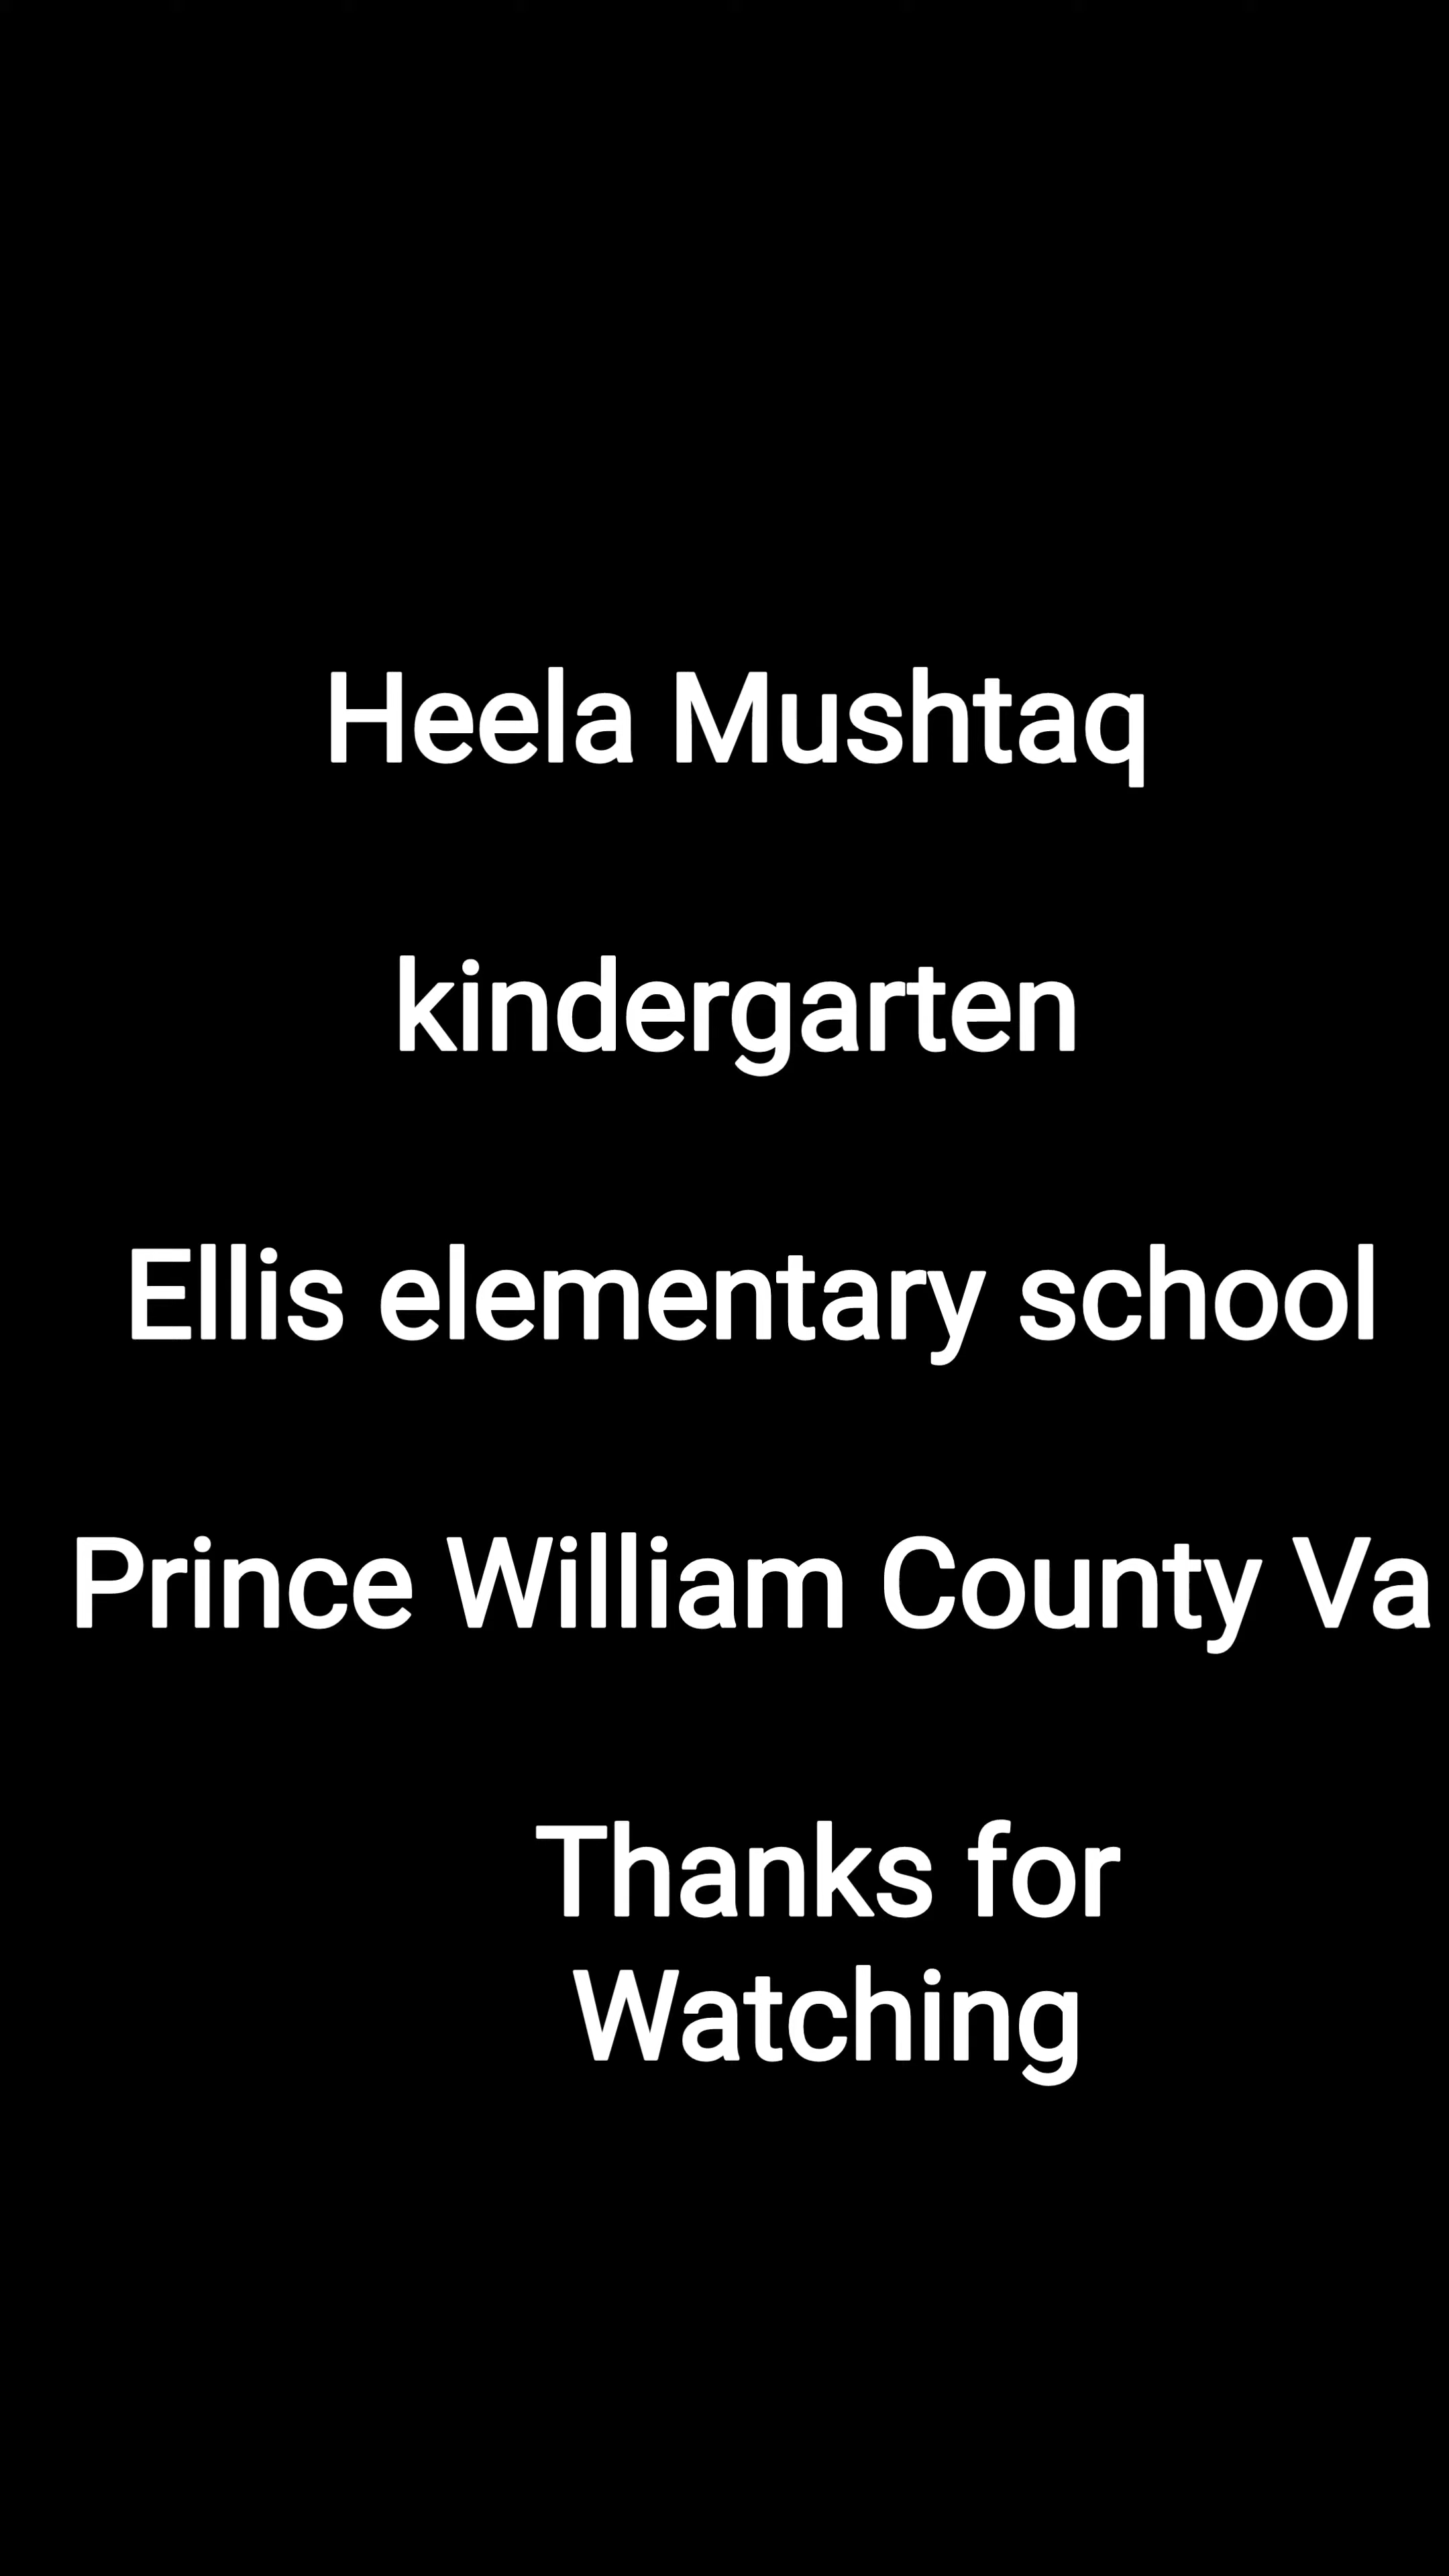 Heela Mushtaq
kindergarten
Ellis elementary school
Prince William County Va
Thanks for
Watching